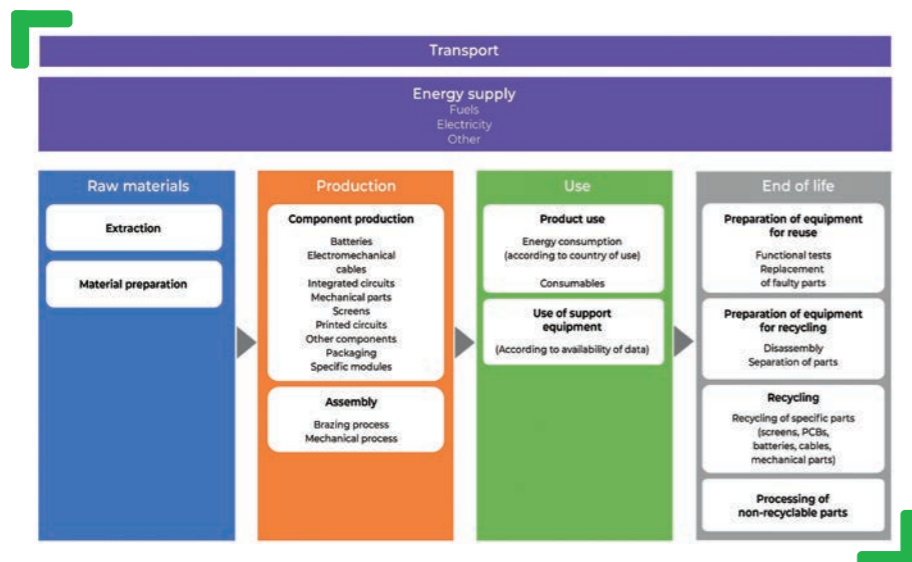 Transport
Energy supply
Fuels
Electricity
Other
Raw materials
Extraction
Material preparation
Production
Component production
Batteries
Electromechanical
cables
Integrated circuits
Mechanical parts
Screens
Printed circuits
Other components
Packaging
Specific modules
Assembly
Brazing process
Mechanical process
Use
Product use
Energy consumption
(according to country of use)
Consumables
Use of support
equipment
(According to availability of data)
End of life
Preparation of equipment
for reuse
Functional tests
Replacement
of faulty parts
Preparation of equipment
for recycling
Disassembly
Separation of parts
Recycling
Recycling of specific parts
(screens, PCBs,
batteries, cables,
mechanical parts)
Processing of
non-recyclable parts